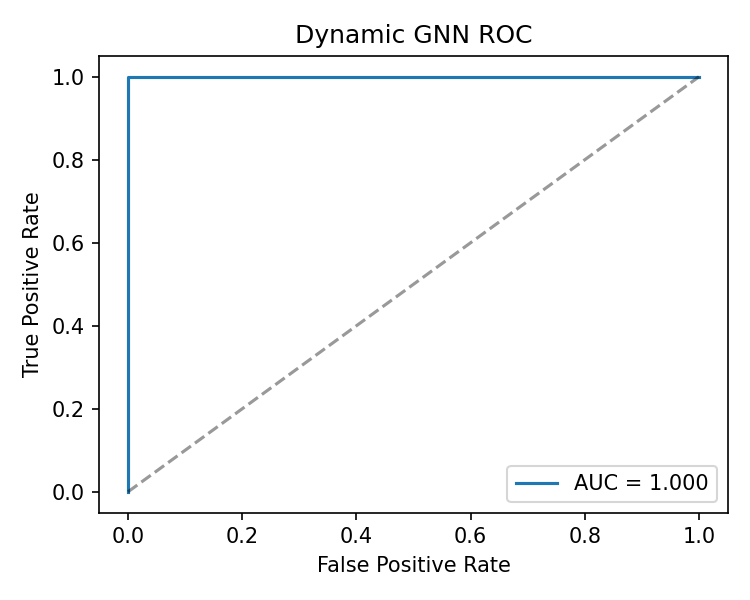 Dynamic GNN ROC
1.0
0.8
0.6
0.4
0.2
0.0
True Positive Rate
AUC = 1.000
0.0 0.2 0.4 0.6 0.8 1.0
False Positive Rate